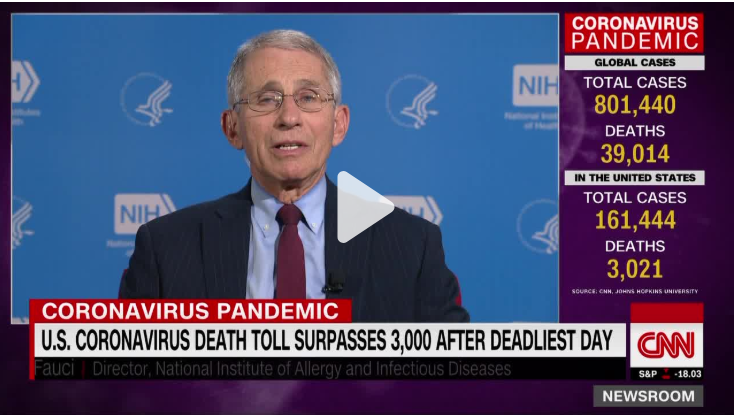 CORONAVIRUS
PANDEMIC
GLOBAL CASES
TOTAL CASES
801,440
DEATHS
39,014
IN THE UNITED STATES
TOTAL CASES
161,444
DEATHS
3,021
SOURCE: CNN, JOHNS HOPKINS UNIVERSITY
NIH
National Institutes
of Health
NIH
CORONAVIRUS PANDEMIC
U.S. CORONAVIRUS DEATH TOLL SURPASSES 3,000 AFTER DEADLIEST DAY
Fauci | Director, National Institute of Allergy and Infectious Diseases
CNN
S&P -18.03
NEWSROOM